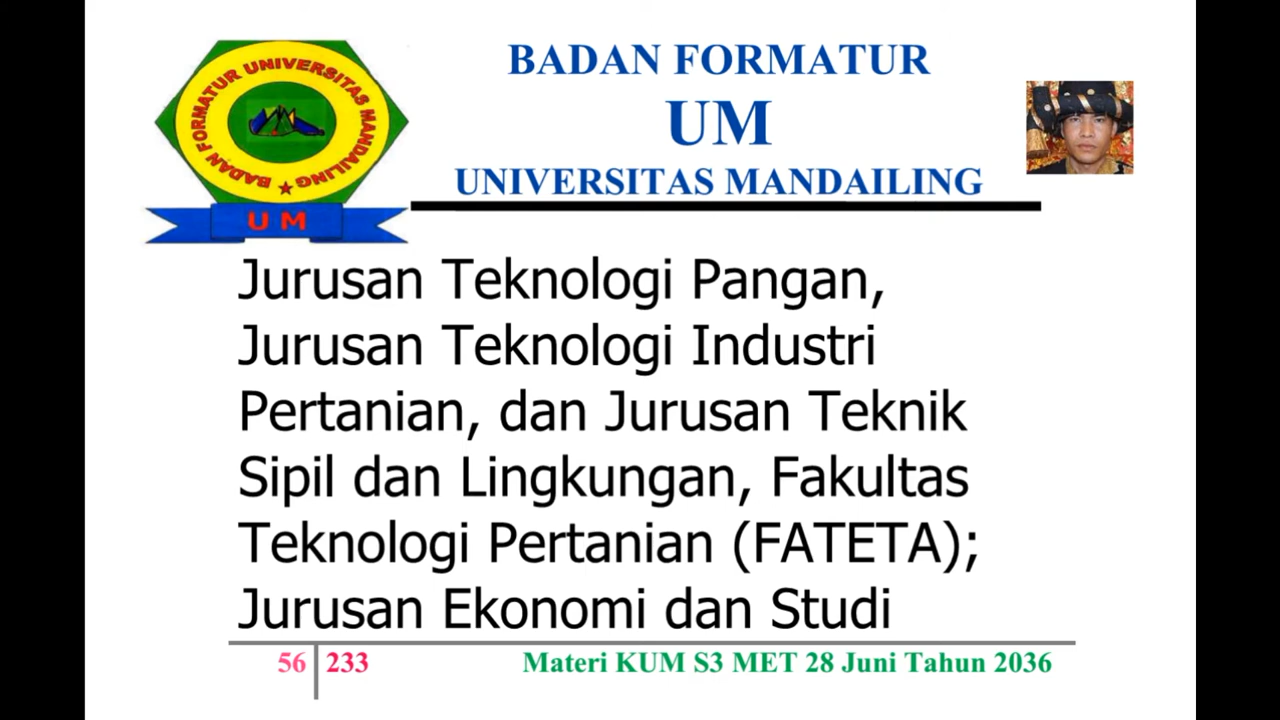 BADAN FORMATUR UNIVERSITAS MANDAILING
U M
BADAN FORMATUR
UM
UNIVERSITAS MANDAILING
Jurusan Teknologi Pangan,
Jurusan Teknologi Industri
Pertanian, dan Jurusan Teknik
Sipil dan Lingkungan, Fakultas
Teknologi Pertanian (FATETA);
Jurusan Ekonomi dan Studi
56 233 Materi KUM S3 MET 28 Juni Tahun 2036